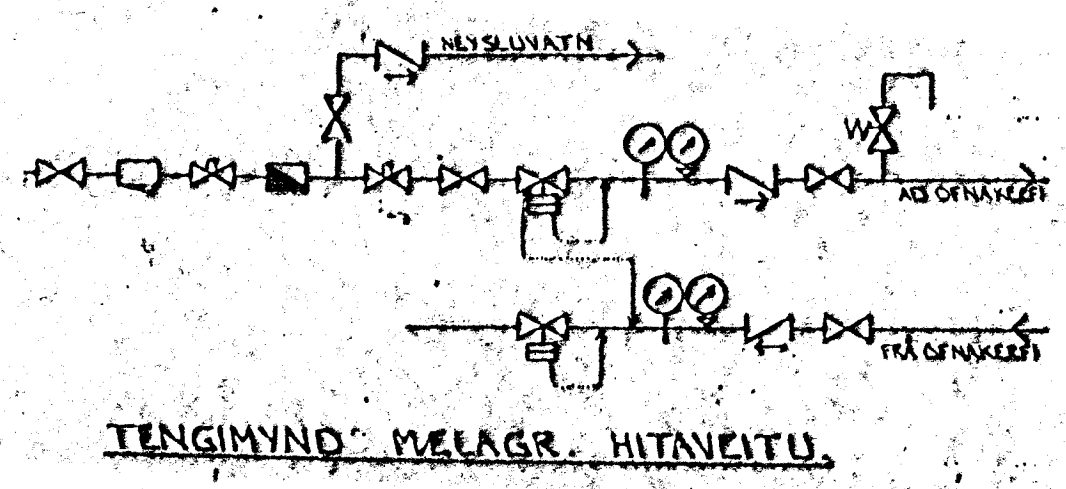 NEYSLUVATN
AÐ OFNAKERFI
FRÁ OFNAKERFI
TENGIMYND MÆLAGR. HITAVEITU.